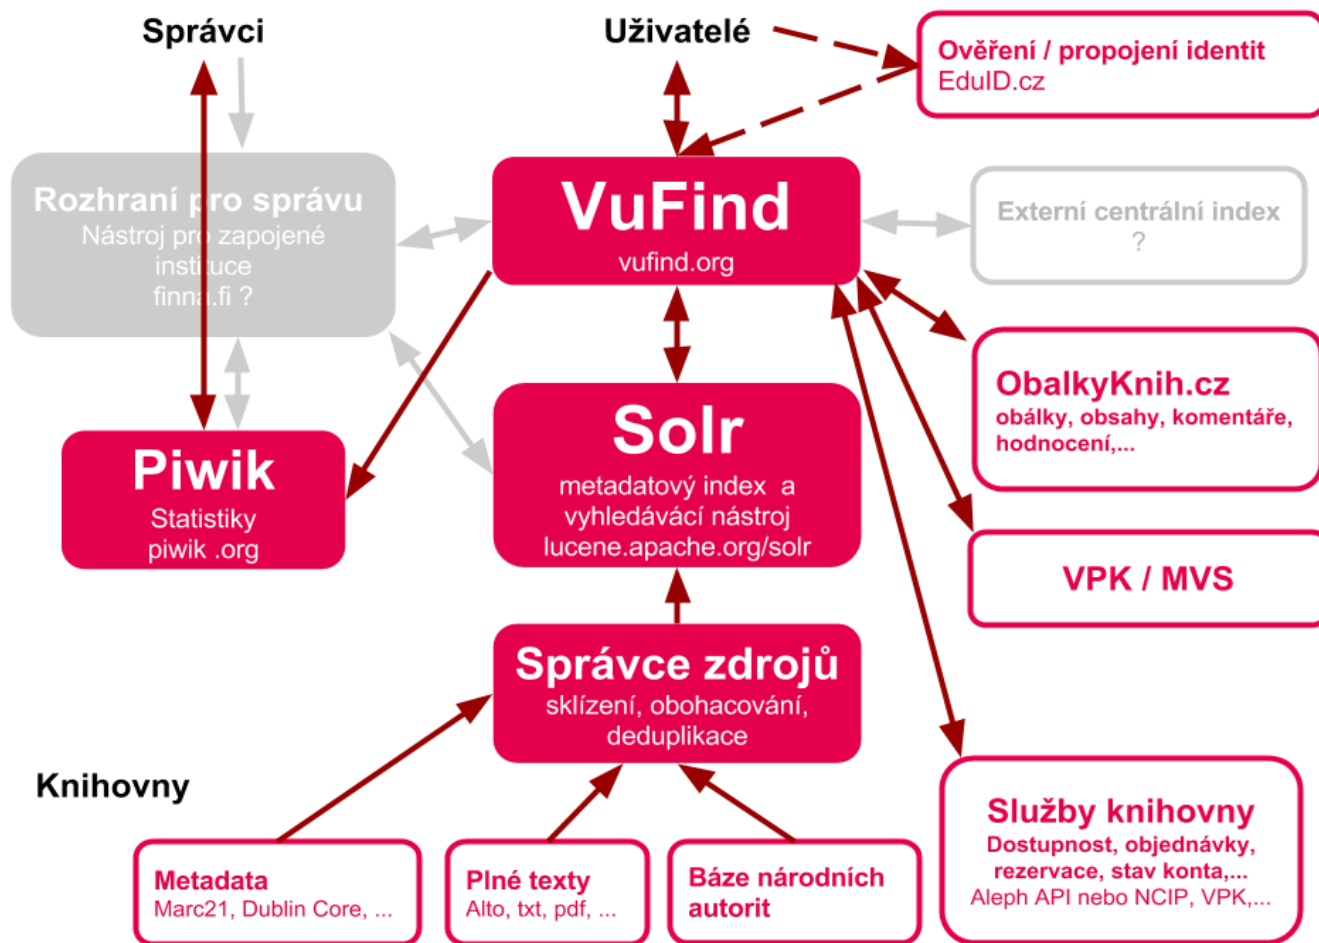 Správci
Uživatelé
Ověření / propojení identit
EduID.cz
Rozhraní pro správu
Nástroj pro zapojené
instituce
finna.fi ?
VuFind
vufind.org
Externí centrální index
?
ObalkyKnih.cz
obálky, obsahy, komentáře,
hodnocení,...
Piwik
Statistiky
piwik .org
Solr
metadatový index a
vyhledávácí nástroj
lucene.apache.org/solr
VPK / MVS
Správce zdrojů
sklízení, obohacování,
deduplikace
Knihovny
Služby knihovny
Dostupnost, objednávky,
rezervace, stav konta,...
Aleph API nebo NCIP, VPK,...
Metadata
Marc21, Dublin Core, ...
Plné texty
Alto, txt, pdf, ...
Báze národních
autorit